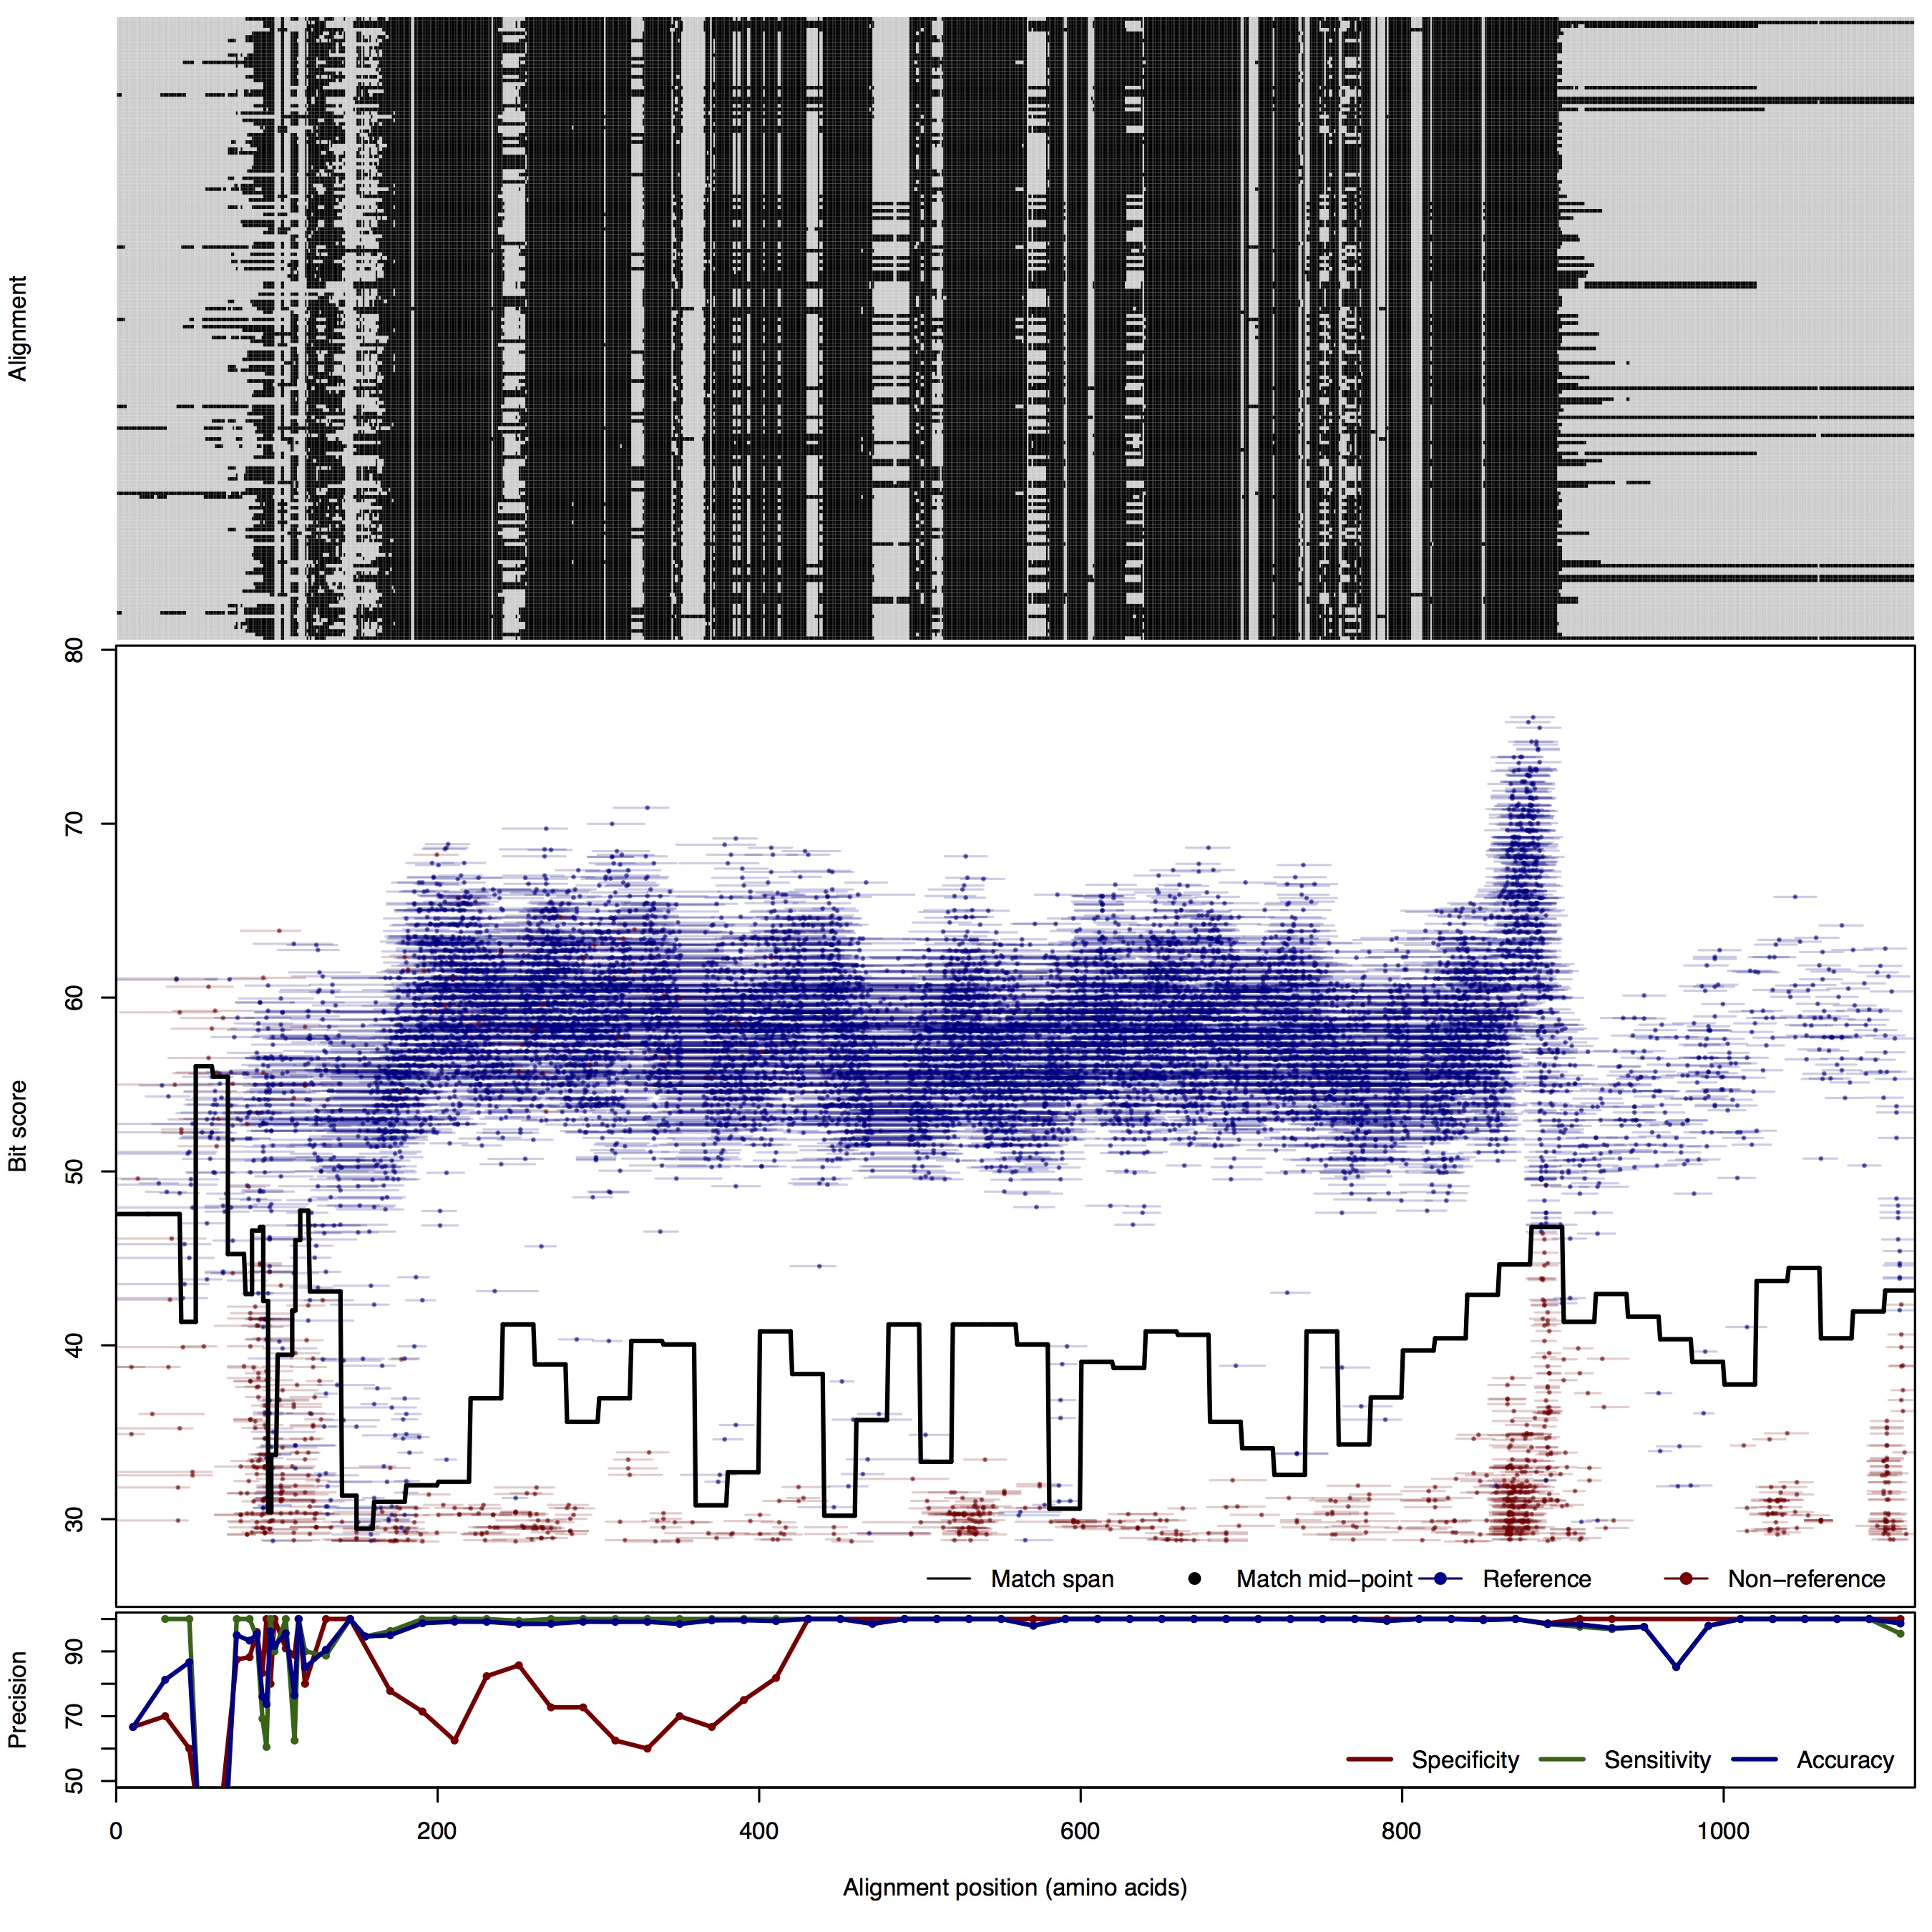 Alignment
80
70
60
50
40
30
Bit score
Match span Match mid−point Reference Non−reference
90
70
50
Precision
Specificity Sensitivity Accuracy
0 200 400 600 800 1000
Alignment position (amino acids)